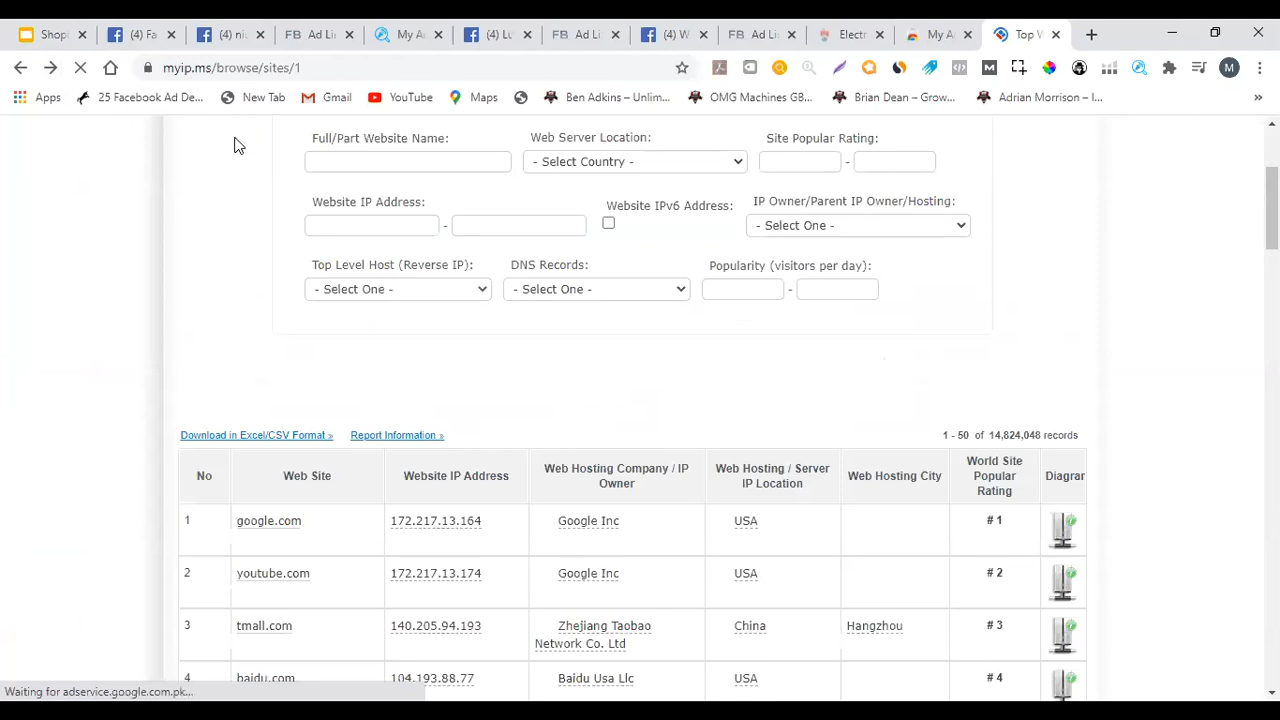 Shop
(4) Fa
(4) nic
Ad Li
My A
(4) Lu
FB Ad Li
(4) W
FB Ad Li
Electr
My A
Top V
myip.ms/browse/sites/1
M
Apps
25 Facebook Ad De...
New Tab
Gmail
YouTube
Maps
Ben Adkins – Unlim...
OMG Machines GB...
Brian Dean – Grow...
Adrian Morrison – I...
»
Full/Part Website Name:
Web Server Location:
Site Popular Rating:
- Select Country -
-
Website IP Address:
Website IPv6 Address:
IP Owner/Parent IP Owner/Hosting:
-
- Select One -
Top Level Host (Reverse IP):
DNS Records:
Popularity (visitors per day):
- Select One -
- Select One -
-
Download in Excel/CSV Format »
Report Information »
1 - 50 of 14,824,048 records
No
Web Site
Website IP Address
Web Hosting Company / IP
Owner
Web Hosting / Server
IP Location
Web Hosting City
World Site
Popular
Rating
Diagrar
1
google.com
172.217.13.164
Google Inc
USA
# 1
2
youtube.com
172.217.13.174
Google Inc
USA
# 2
3
tmall.com
140.205.94.193
Zhejiang Taobao
Network Co. Ltd
China
Hangzhou
# 3
4
baidu.com
104.193.88.77
Baidu Usa Llc
USA
# 4
Waiting for adservice.google.com.pk...